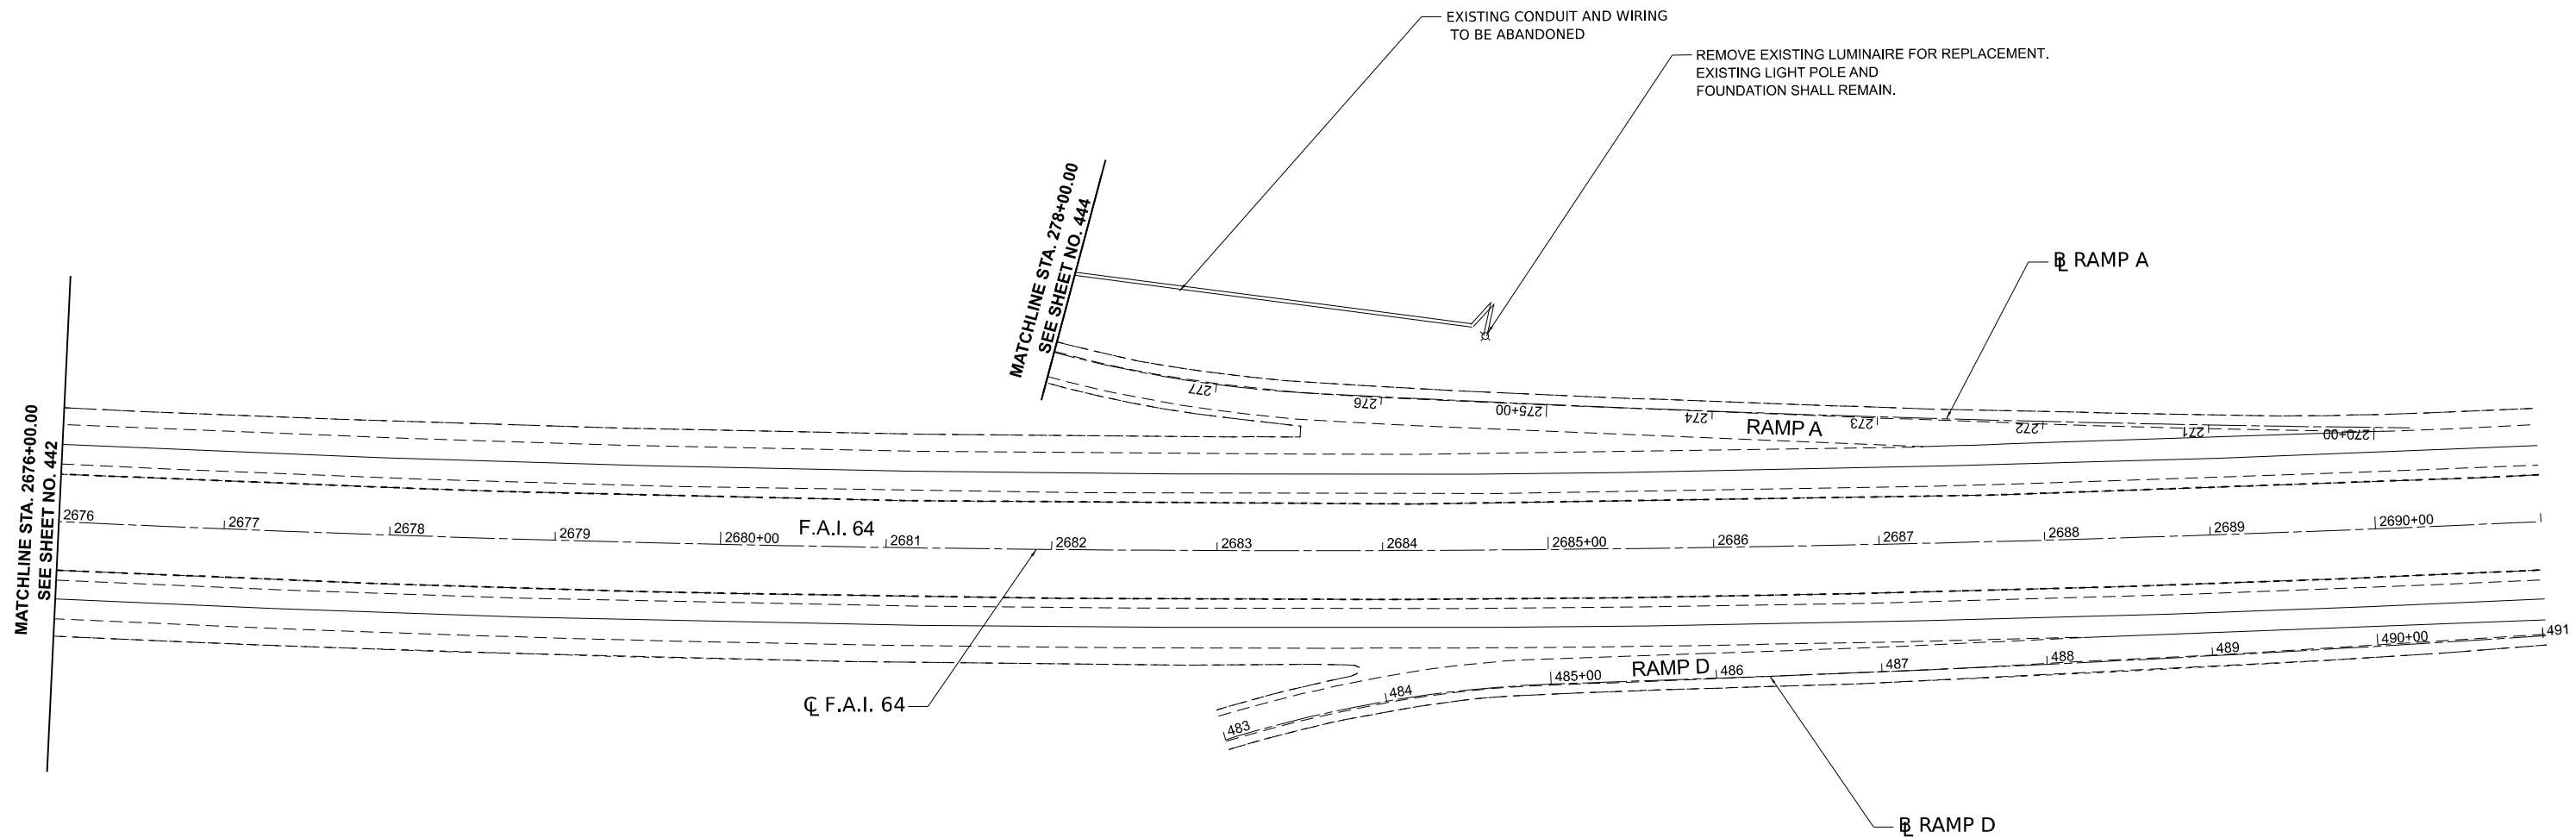 EXISTING CONDUIT AND WIRING
TO BE ABANDONED
REMOVE EXISTING LUMINAIRE FOR REPLACEMENT.
EXISTING LIGHT POLE AND
FOUNDATION SHALL REMAIN.
MATCHLINE STA. 278+00.00
SEE SHEET NO. 444
℄ RAMP A
MATCHLINE STA. 2676+00.00
SEE SHEET NO. 442
277
276
275+00
274
273
272
271
270+00
RAMP A
2676
2677
2678
2679
2680+00
F.A.I. 64
2681
2682
2683
2684
2685+00
2686
2687
2688
2689
2690+00
483
484
485+00
RAMP D
486
487
488
489
490+00
491
℄ F.A.I. 64
℄ RAMP D